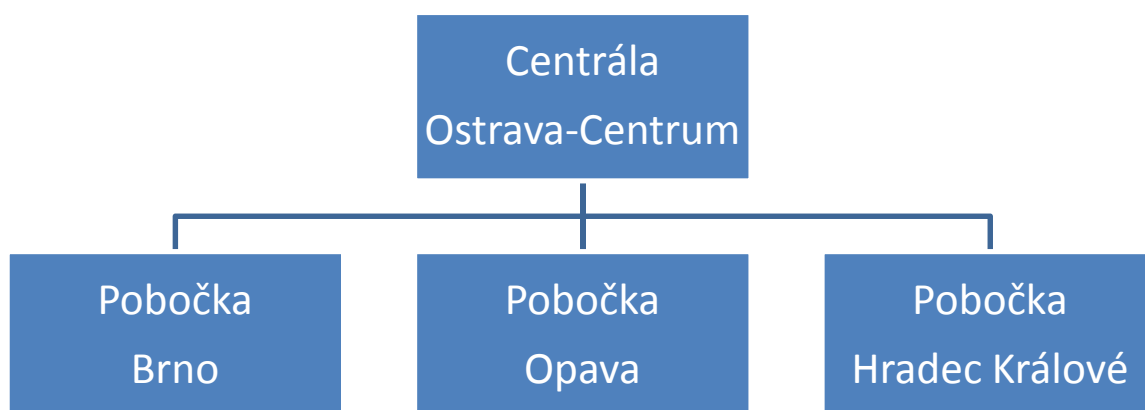 Centrála
Ostrava-Centrum
Pobočka
Brno
Pobočka
Opava
Pobočka
Hradec Králové